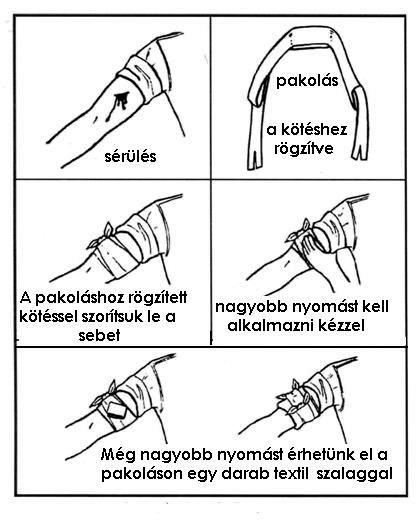 sérülés
pakolás
a kötéshez
rögzítve
A pakoláshoz rögzített
kötéssel szorítsuk le a
sebet
nagyobb nyomást kell
alkalmazni kézzel
Még nagyobb nyomást érhetünk el a
pakoláson egy darab textil szalaggal